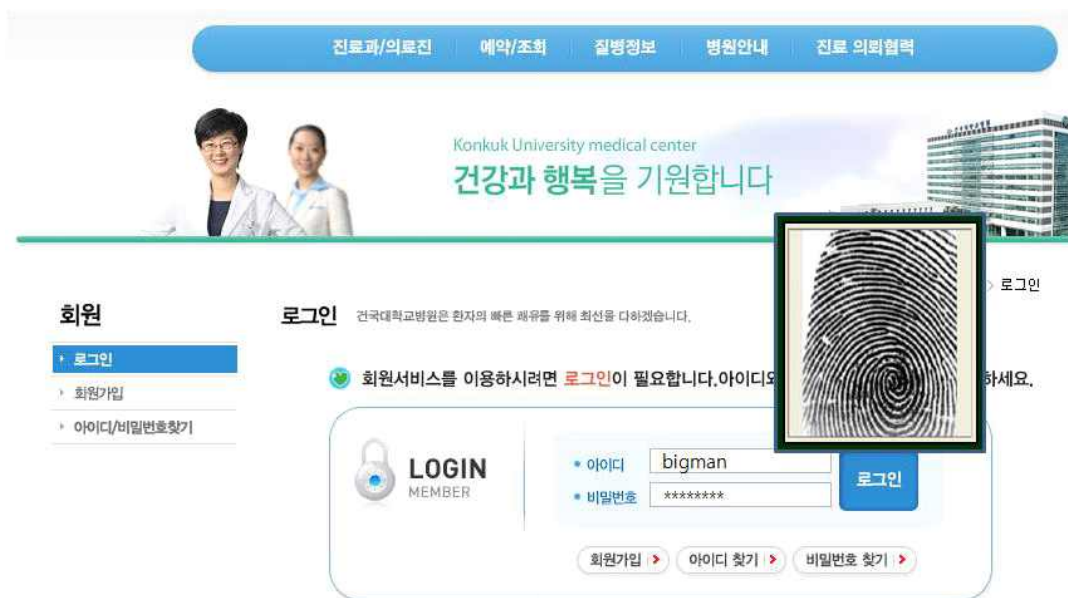 진료과/의료진 예약/조회 질병정보 병원안내 진료 의뢰협력
Konkuk University medical center
건강과 행복을 기원합니다
로그인
회원
로그인 건국대학교병원은 환자의 빠른 쾌유를 위해 최선을 다하겠습니다.
로그인
회원가입
아이디/비밀번호찾기
회원서비스를 이용하시려면 로그인이 필요합니다.아이디와 하세요.
LOGIN
MEMBER
아이디 bigman
비밀번호 ********
로그인
회원가입 아이디 찾기 비밀번호 찾기